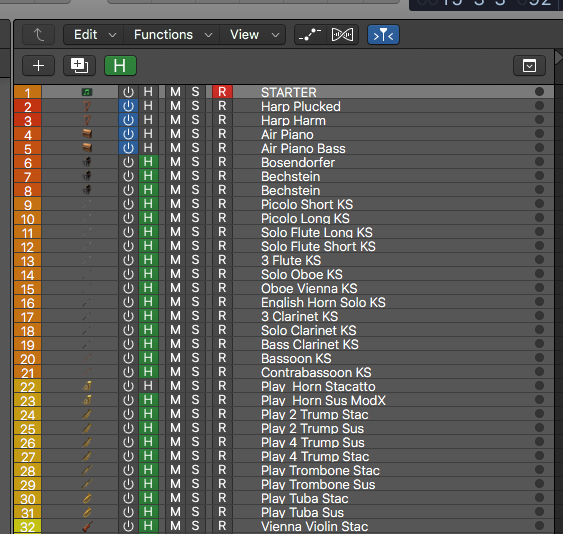 Edit Functions View
H
1 H M S R STARTER
2 H M S R Harp Plucked
3 H M S R Harp Harm
4 H M S R Air Piano
5 H M S R Air Piano Bass
6 H M S R Bosendorfer
7 H M S R Bechstein
8 H M S R Bechstein
9 H M S R Picolo Short KS
10 H M S R Picolo Long KS
11 H M S R Solo Flute Long KS
12 H M S R Solo Flute Short KS
13 H M S R 3 Flute KS
14 H M S R Solo Oboe KS
15 H M S R Oboe Vienna KS
16 H M S R English Horn Solo KS
17 H M S R 3 Clarinet KS
18 H M S R Solo Clarinet KS
19 H M S R Bass Clarinet KS
20 H M S R Bassoon KS
21 H M S R Contrabassoon KS
22 H M S R Play Horn Stacatto
23 H M S R Play Horn Sus ModX
24 H M S R Play 2 Trump Stac
25 H M S R Play 2 Trump Sus
26 H M S R Play 4 Trump Sus
27 H M S R Play 4 Trump Stac
28 H M S R Play Trombone Stac
29 H M S R Play Trombone Sus
30 H M S R Play Tuba Stac
31 H M S R Play Tuba Sus
32 H M S R Vienna Violin Stac